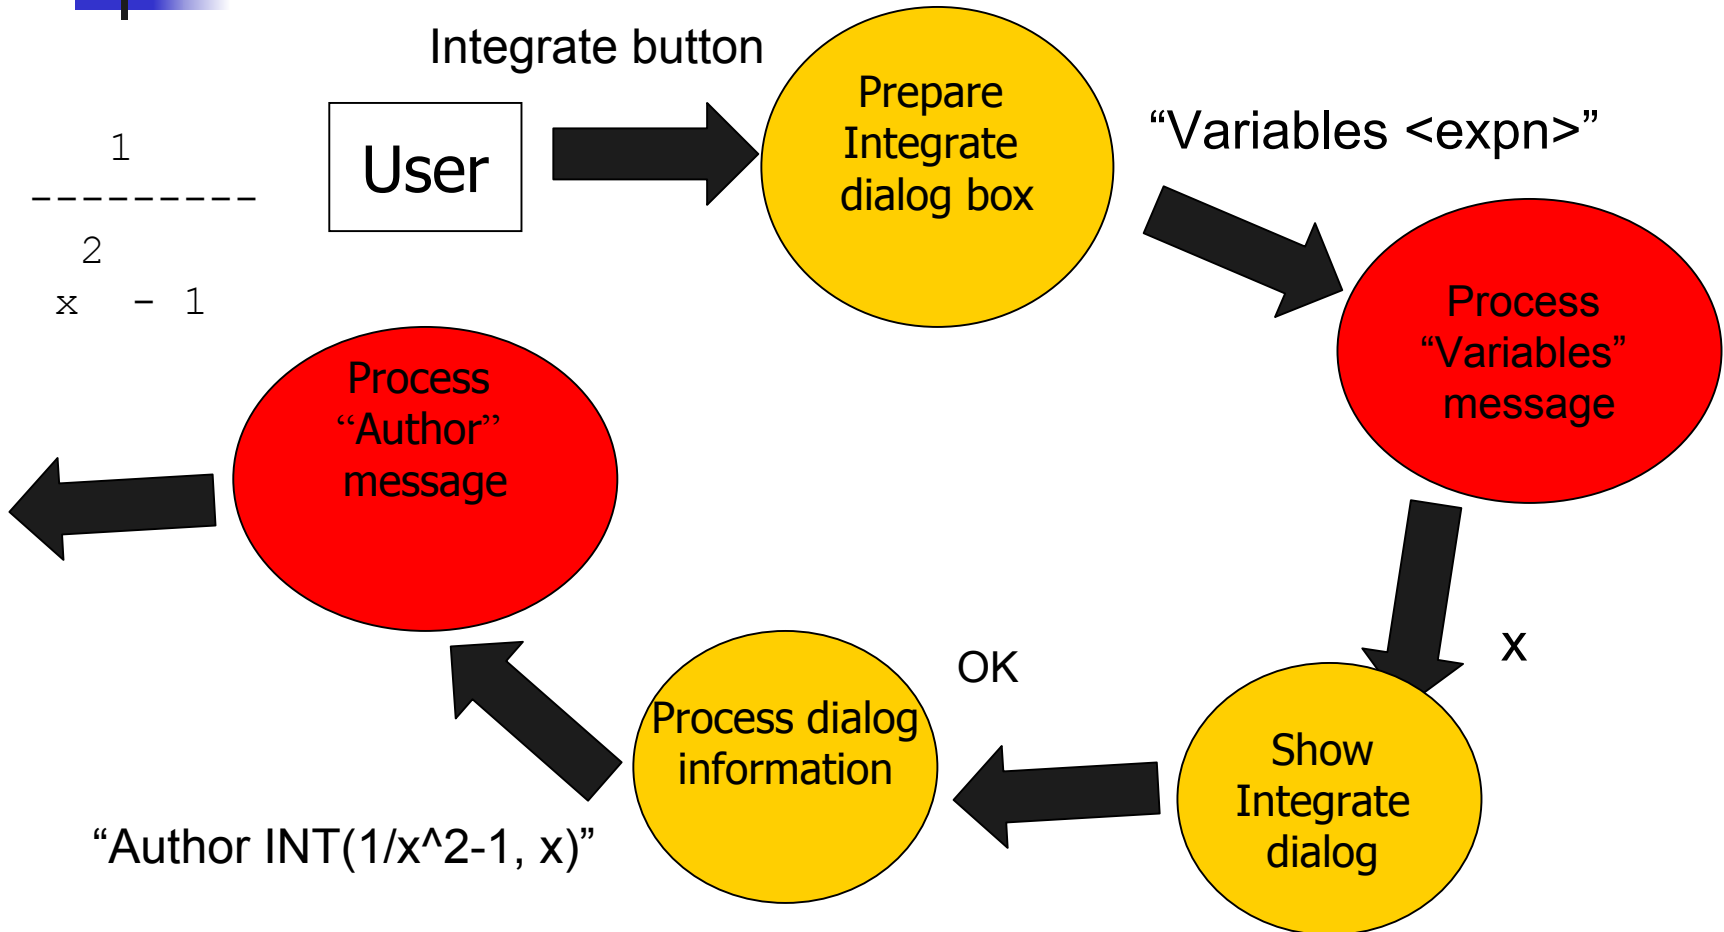 Integrate button
1
---------
2
x - 1
User
Prepare
Integrate
dialog box
“Variables <expn>”
Process
“Variables”
message
x
Show
Integrate
dialog
OK
Process dialog
information
“Author INT(1/x^2-1, x)”
Process
“Author”
message